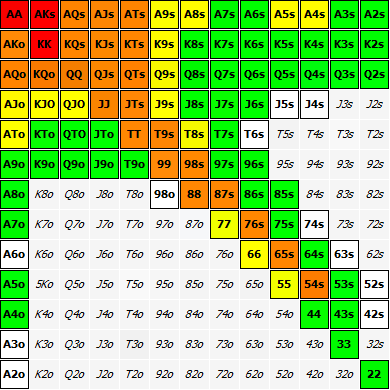 AA AKs AQs AJs ATs A9s A8s A7s A6s A5s A4s A3s A2s
AKo KK KQs KJs KTs K9s K8s K7s K6s K5s K4s K3s K2s
AQo KQo QQ QJs QTs Q9s Q8s Q7s Q6s Q5s Q4s Q3s Q2s
AJo KJO QJO JJ JTs J9s J8s J7s J6s J5s J4s J3s J2s
ATo KTo QTO JTo TT T9s T8s T7s T6s T5s T4s T3s T2s
A9o K9o Q9o J9o T9o 99 98s 97s 96s 95s 94s 93s 92s
A8o K8o Q8o J8o T8o 98o 88 87s 86s 85s 84s 83s 82s
A7o K7o Q7o J7o T7o 97o 87o 77 76s 75s 74s 73s 72s
A6o K6o Q6o J6o T6o 96o 86o 76o 66 65s 64s 63s 62s
A5o 5Ko Q5o J5o T5o 95o 85o 75o 65o 55 54s 53s 52s
A4o K4o Q4o J4o T4o 94o 84o 74o 64o 54o 44 43s 42s
A3o K3o Q3o J3o T3o 93o 83o 73o 63o 53o 43o 33 32s
A2o K2o Q2o J2o T2o 92o 82o 72o 62o 52o 42o 32o 22